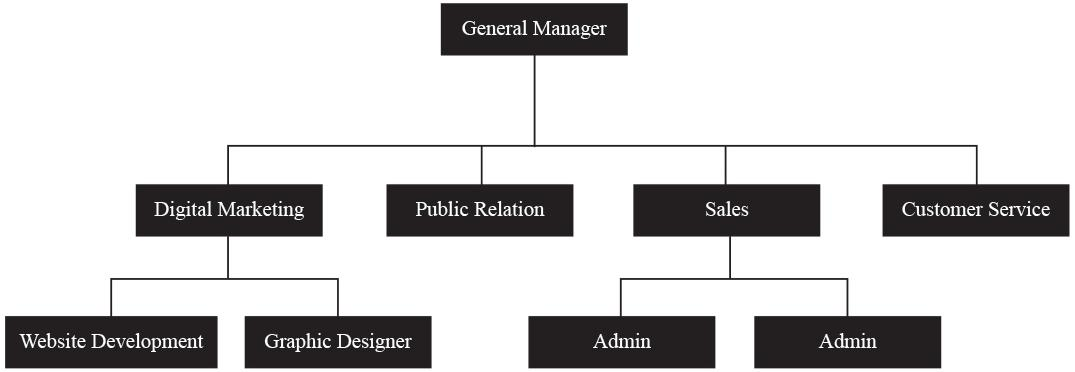 General Manager
Digital Marketing
Public Relation
Sales
Customer Service
Website Development
Graphic Designer
Admin
Admin